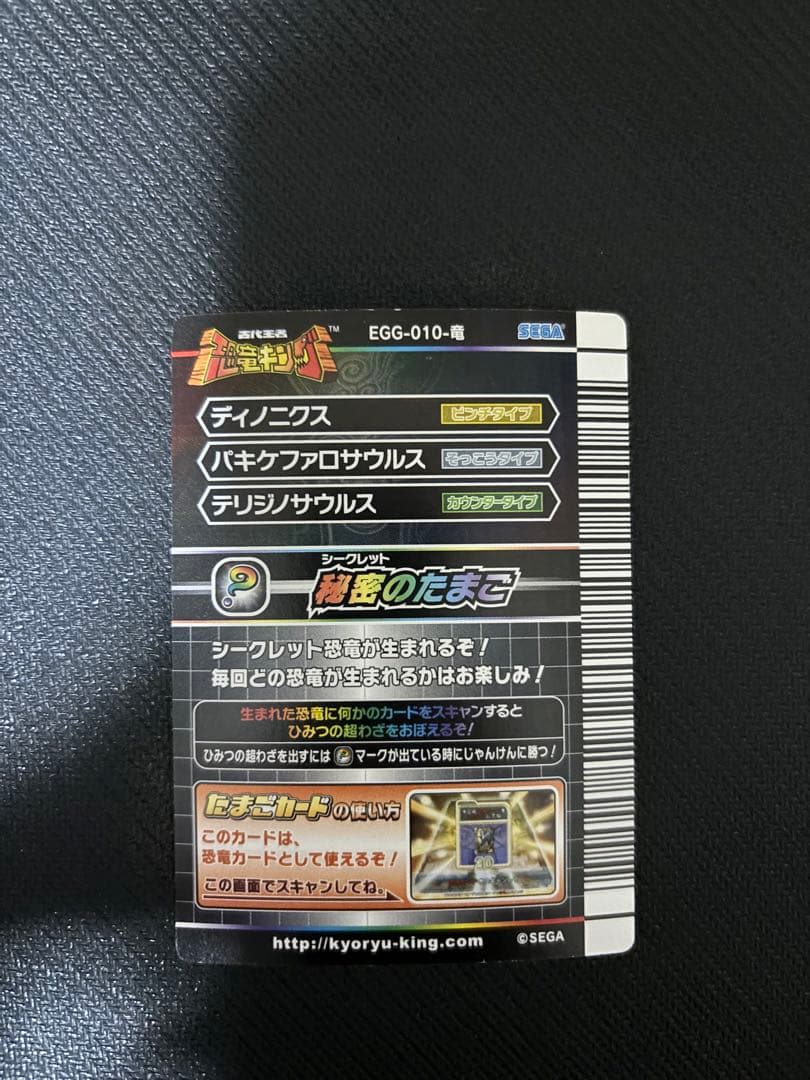 古代王者
恐竜キング™
EGG-010-竜
SEGA
ディノニクス
ピンチタイプ
パキケファロサウルス
そっこうタイプ
テリジノサウルス
カウンタータイプ
シークレット
秘密のたまご
シークレット恐竜が生まれるぞ！
毎回どの恐竜が生まれるかはお楽しみ！
生まれた恐竜に何かのカードをスキャンすると
ひみつの超わざをおぼえるぞ！
ひみつの超わざを出すには?マークが出ている時にじゃんけんに勝つ！
たまごカードの使い方
このカードは、
恐竜カードとして使えるぞ！
この画面でスキャンしてね。
20
http://kyoryu-king.com
©SEGA